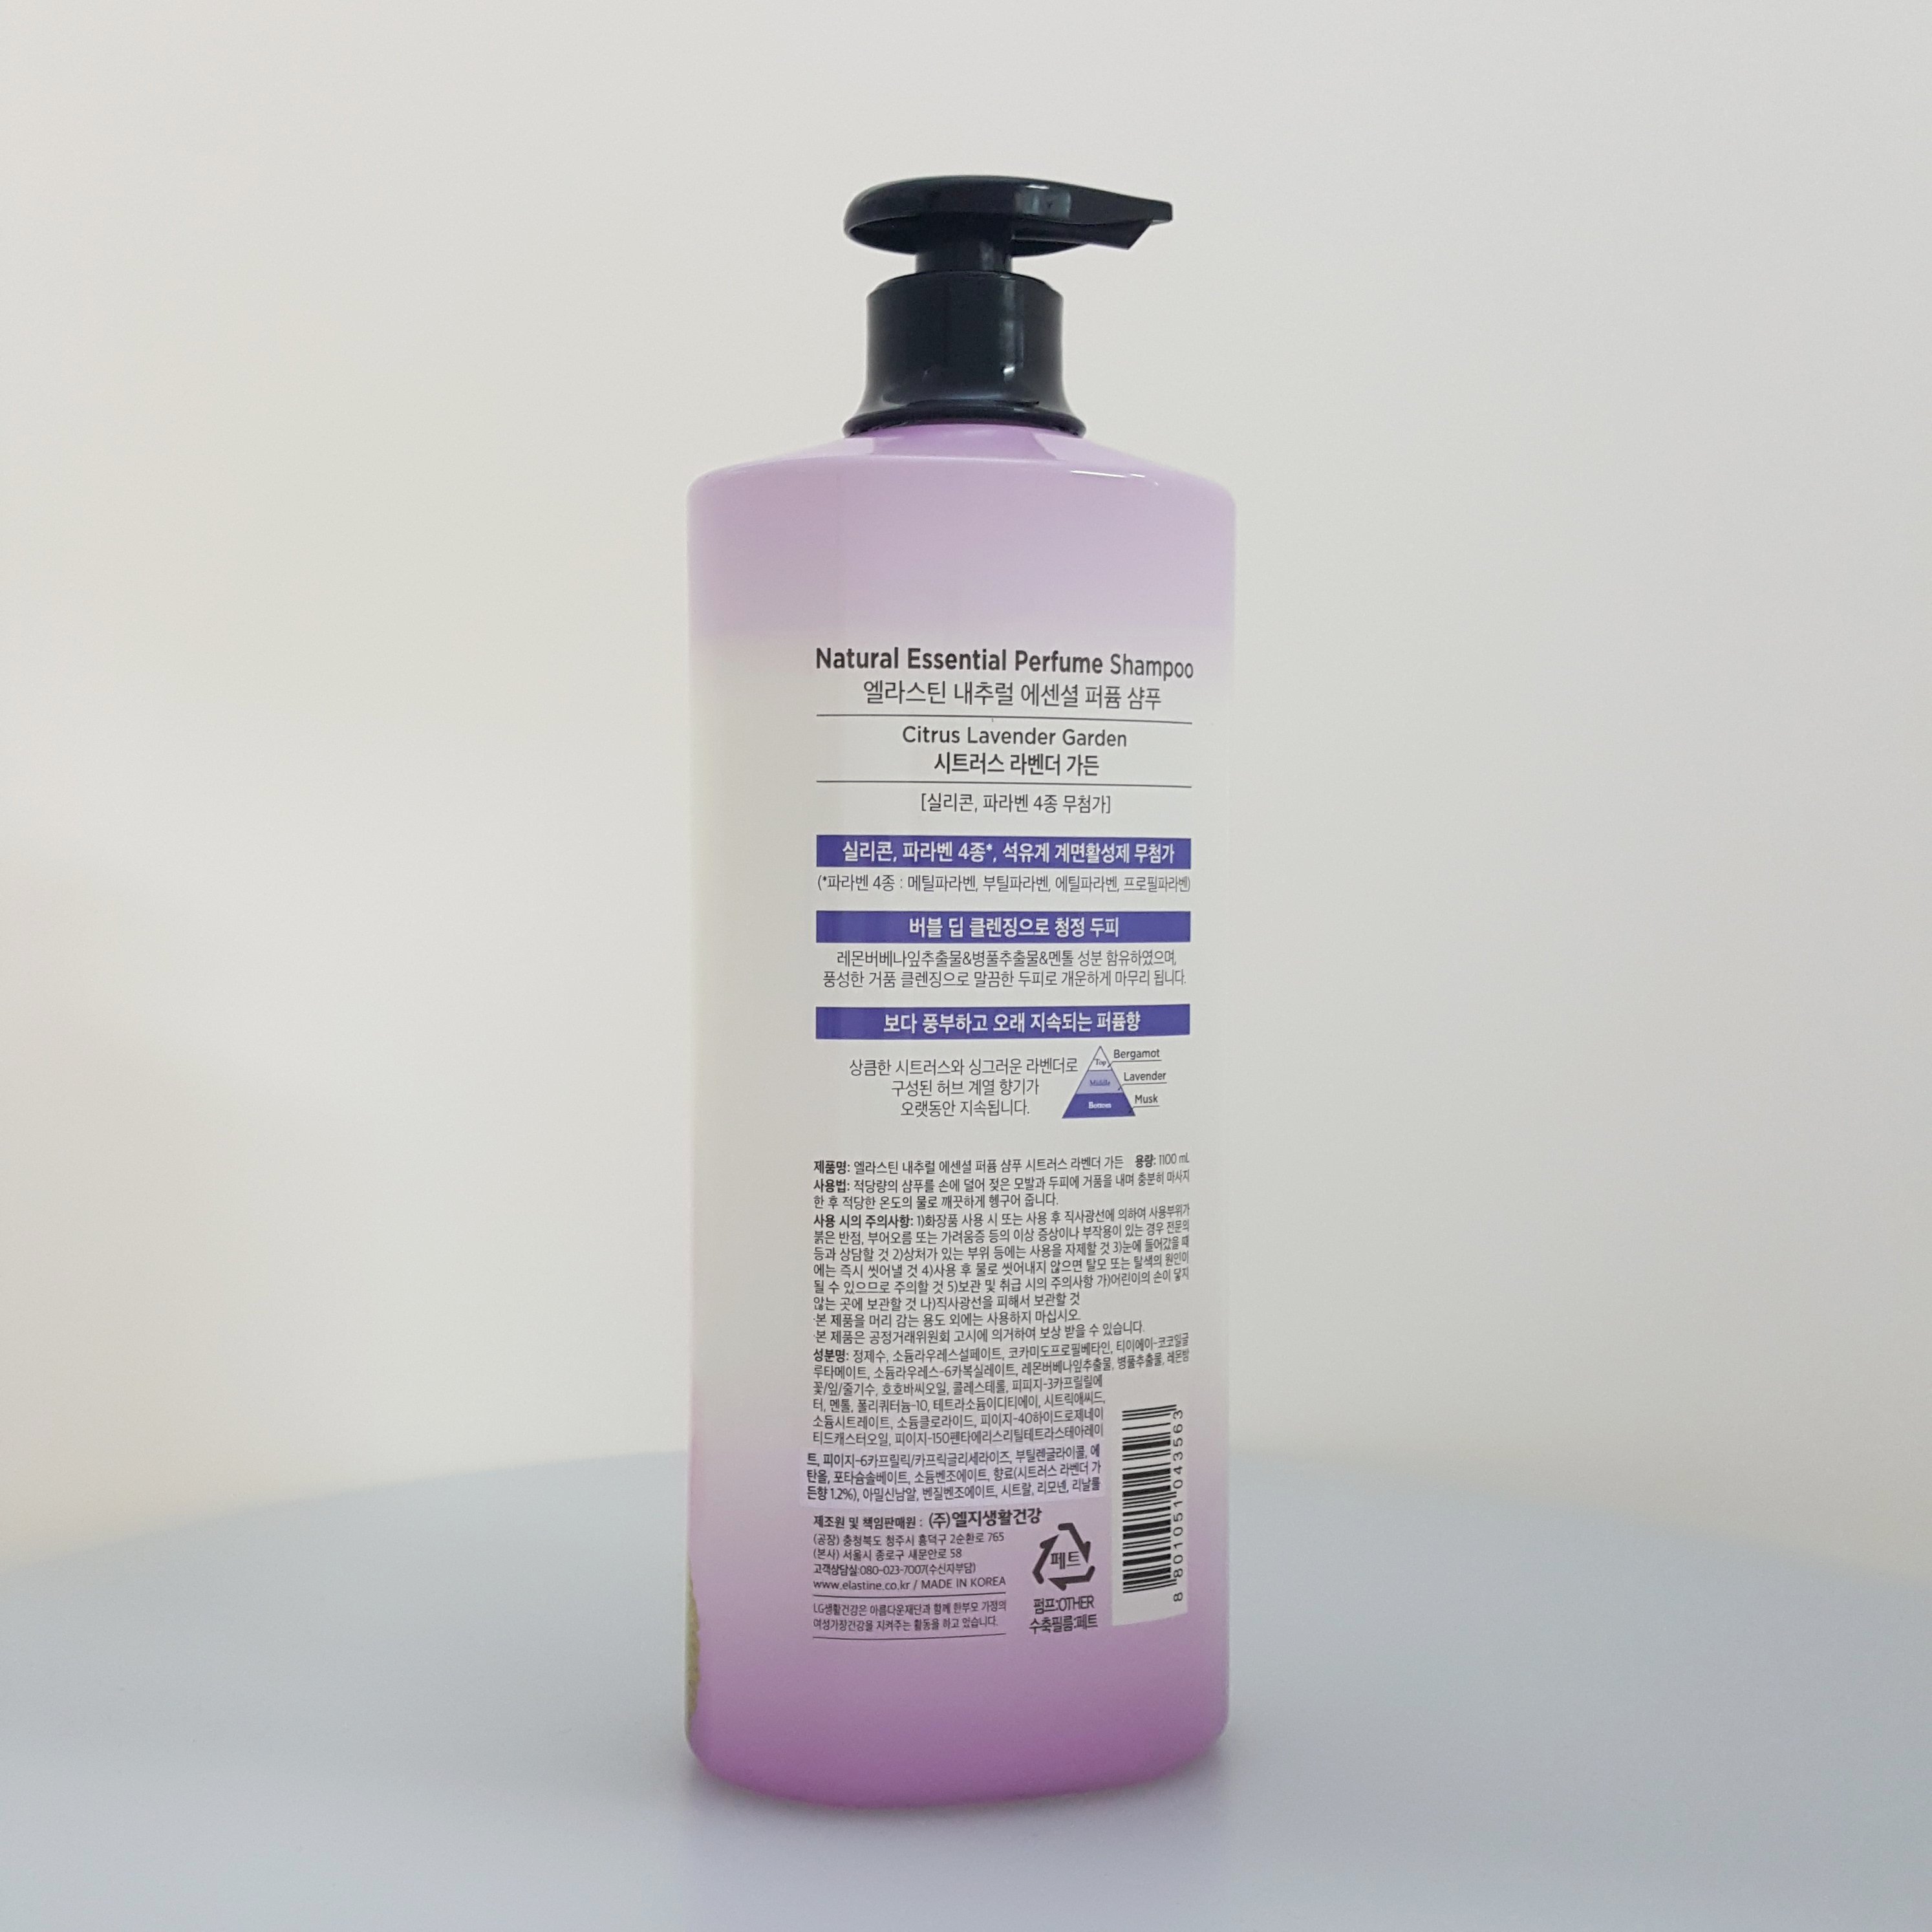 Natural Essential Perfume Shampoo
엘라스틴 내추럴 에센셜 퍼퓸 샴푸
Citrus Lavender Garden
시트러스 라벤더 가든
[실리콘, 파라벤 4종 무첨가]
실리콘, 파라벤 4종*, 석유계 계면활성제 무첨가
(*파라벤 4종 : 메틸파라벤, 부틸파라벤, 에틸파라벤, 프로필파라벤)
버블 딥 클렌징으로 청정 두피
레몬버베나잎추출물&병풀추출물&멘톨 성분 함유하였으며,
풍성한 거품 클렌징으로 말끔한 두피로 개운하게 마무리 됩니다.
보다 풍부하고 오래 지속되는 퍼퓸향
상큼한 시트러스와 싱그러운 라벤더로
구성된 허브 계열 향기가
오랫동안 지속됩니다.
Top Bergamot
Middle Lavender
Bottom Musk
제품명: 엘라스틴 내추럴 에센셜 퍼퓸 샴푸 시트러스 라벤더 가든 용량: 1100 mL
사용법: 적당량의 샴푸를 손에 덜어 젖은 모발과 두피에 거품을 내며 충분히 마사지
한 후 적당한 온도의 물로 깨끗하게 헹구어 줍니다.
사용 시의 주의사항: 1)화장품 사용 시 또는 사용 후 직사광선에 의하여 사용부위가
붉은 반점, 부어오름 또는 가려움증 등의 이상 증상이나 부작용이 있는 경우 전문의
등과 상담할 것 2)상처가 있는 부위 등에는 사용을 자제할 것 3)눈에 들어갔을 때
에는 즉시 씻어낼 것 4)사용 후 물로 씻어내지 않으면 탈모 또는 탈색의 원인이
될 수 있으므로 주의할 것 5)보관 및 취급 시의 주의사항 가)어린이의 손이 닿지
않는 곳에 보관할 것 나)직사광선을 피해서 보관할 것
·본 제품을 머리 감는 용도 외에는 사용하지 마십시오.
·본 제품은 공정거래위원회 고시에 의거하여 보상 받을 수 있습니다.
성분명: 정제수, 소듐라우레스설페이트, 코카미도프로필베타인, 티이에이-코코일글
루타메이트, 소듐라우레스-6카복실레이트, 레몬버베나잎추출물, 병풀추출물, 레몬밤
꽃/잎/줄기수, 호호바씨오일, 콜레스테롤, 피피지-3카프릴릴에
터, 멘톨, 폴리쿼터늄-10, 테트라소듐이디티에이, 시트릭애씨드,
소듐시트레이트, 소듐클로라이드, 피이지-40하이드로제네이
티드캐스터오일, 피이지-150펜타에리스리틸테트라스테아레이
트, 피이지-6카프릴릭/카프릭글리세라이즈, 부틸렌글라이콜, 에
탄올, 포타슘솔베이트, 소듐벤조에이트, 향료(시트러스 라벤더 가
든향 1.2%), 아밀신남알, 벤질벤조에이트, 시트랄, 리모넨, 리날룰
제조원 및 책임판매원 : (주)엘지생활건강
(공장) 충청북도 청주시 흥덕구 2순환로 765
(본사) 서울시 종로구 새문안로 58
고객상담실:080-023-7007(수신자부담)
www.elastine.co.kr / MADE IN KOREA
LG생활건강은 아름다운재단과 함께 한부모 가정의
여성가장건강을 지켜주는 활동을 하고 있습니다.
페트
펌프:OTHER
수축필름:페트
8 801051 043563